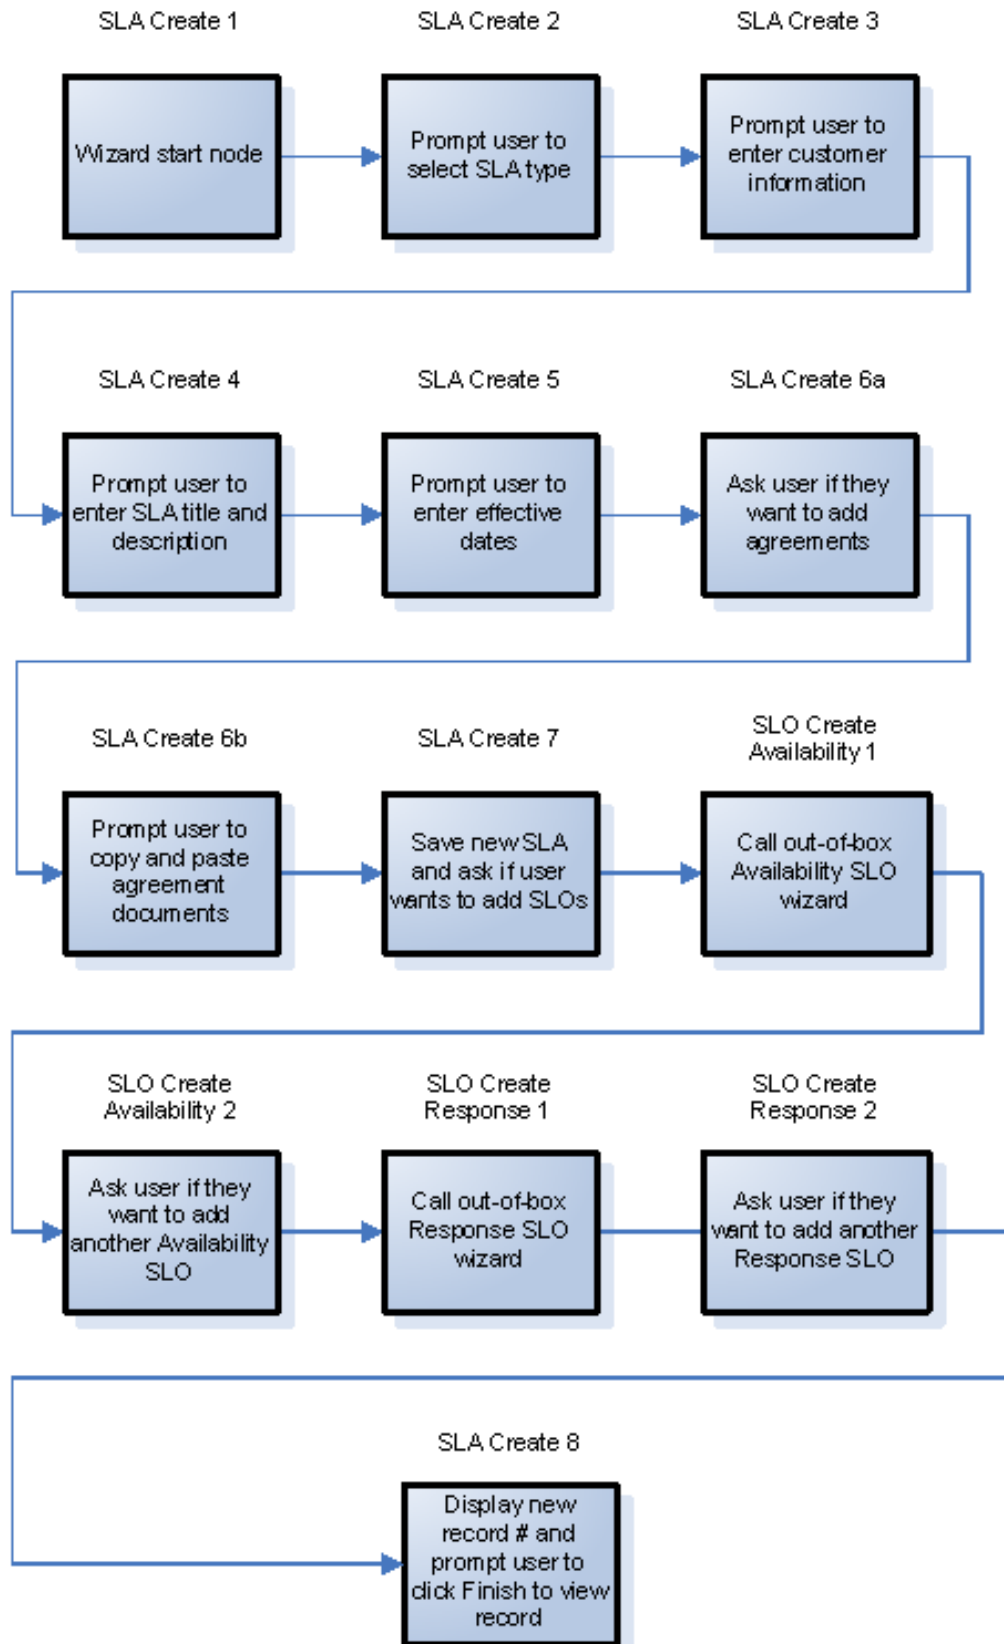 SLA Create 1
SLA Create 2
SLA Create 3
Wizard start node
Prompt user to
select SLA type
Prompt user to
enter customer
information
SLA Create 4
SLA Create 5
SLA Create 6a
Prompt user to
enter SLA title and
description
Prompt user to
enter effective
dates
Ask user if they
want to add
agreements
SLA Create 6b
SLA Create 7
SLO Create
Availability 1
Prompt user to
copy and paste
agreement
documents
Save new SLA
and ask if user
wants to add SLOs
Call out-of-box
Availability SLO
wizard
SLO Create
Availability 2
SLO Create
Response 1
SLO Create
Response 2
Ask user if they
want to add
another Availability
SLO
Call out-of-box
Response SLO
wizard
Ask user if they
want to add another
Response SLO
SLA Create 8
Display new
record # and
prompt user to
click Finish to view
record